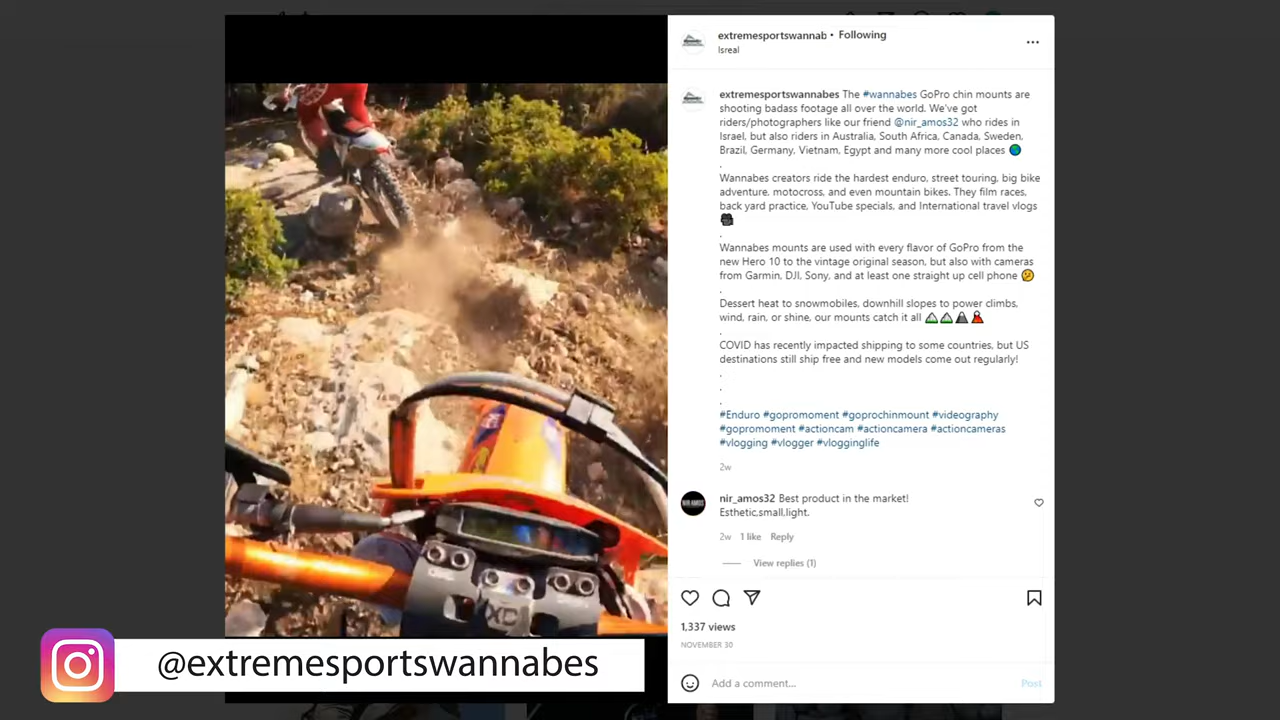 extremesportswannab • Following
Isreal
extremesportswannabes The #wannabes GoPro chin mounts are
shooting badass footage all over the world. We've got
riders/photographers like our friend @nir_amos32 who rides in
Israel, but also riders in Australia, South Africa, Canada, Sweden,
Brazil, Germany, Vietnam, Egypt and many more cool places 🌍
.
Wannabes creators ride the hardest enduro, street touring, big bike
adventure, motocross, and even mountain bikes. They film races,
back yard practice, YouTube specials, and International travel vlogs
🎥
.
Wannabes mounts are used with every flavor of GoPro from the
new Hero 10 to the vintage original season, but also with cameras
from Garmin, DJI, Sony, and at least one straight up cell phone 🤔
.
Dessert heat to snowmobiles, downhill slopes to power climbs,
wind, rain, or shine, our mounts catch it all 🏔🏔⛰🌋
.
COVID has recently impacted shipping to some countries, but US
destinations still ship free and new models come out regularly!
.
.
.
#Enduro #gopromoment #goprochinmount #videography
#gopromoment #actioncam #actioncamera #actioncameras
#vlogging #vlogger #vlogginglife
2w
nir_amos32 Best product in the market!
Esthetic,small,light.
2w 1 like Reply
View replies (1)
1,337 views
NOVEMBER 30
Add a comment... Post
@extremesportswannabes